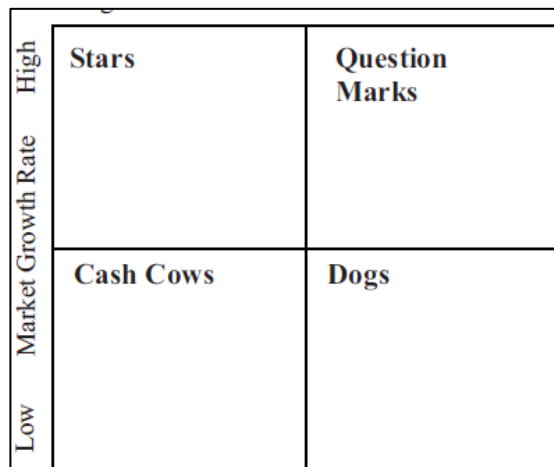 High
Market Growth Rate
Low
Stars
Question
Marks
Cash Cows
Dogs